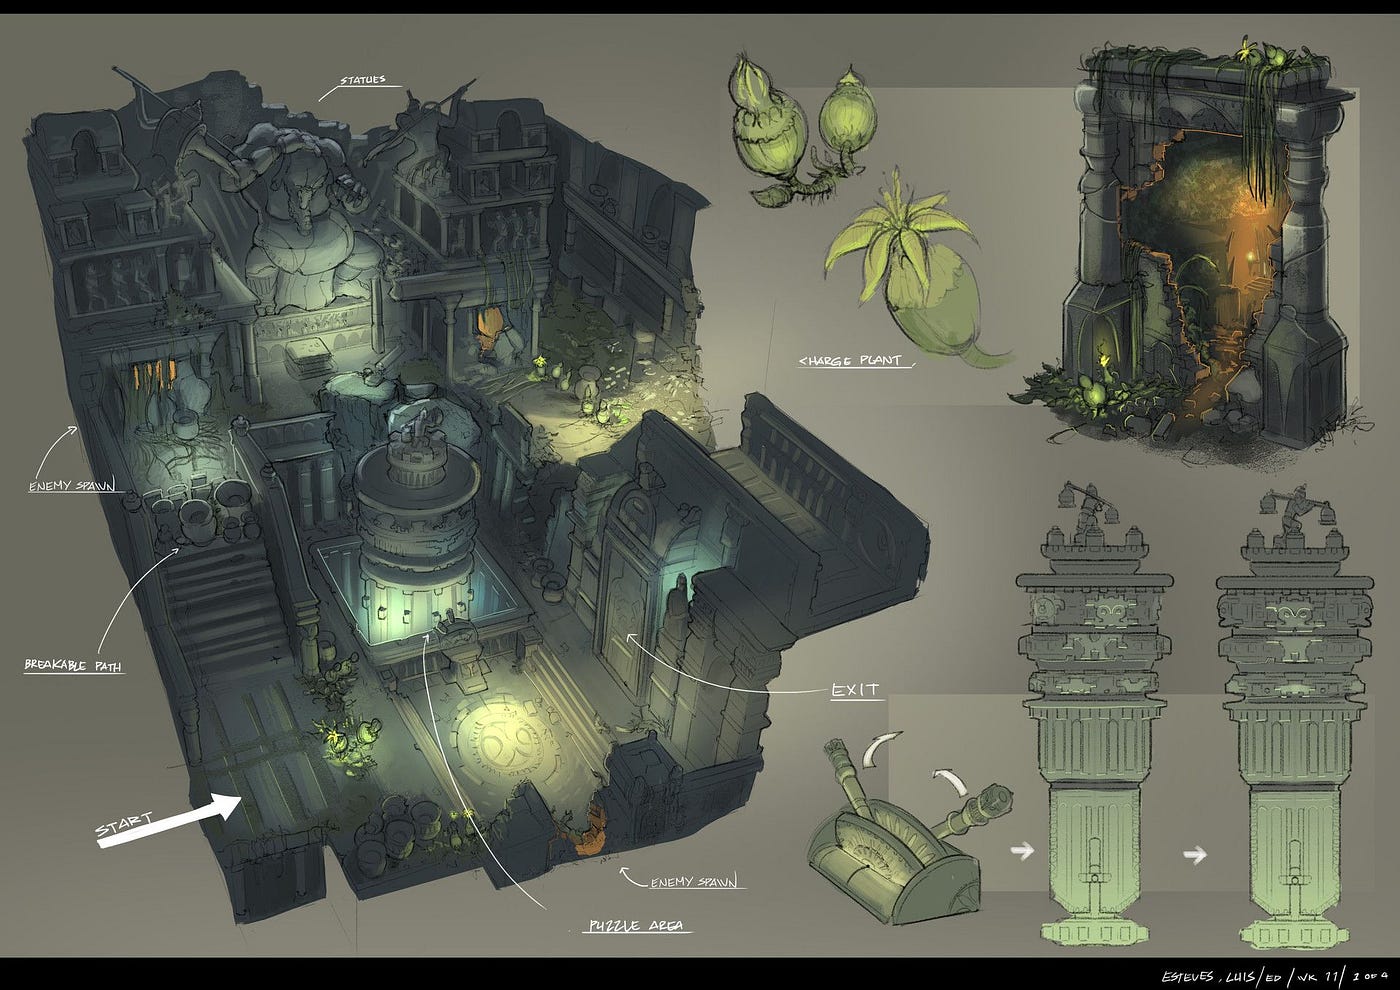 STATUES
CHARGE PLANT
ENEMY SPAWN
BREAKABLE PATH
EXIT
START
ENEMY SPAWN
PUZZLE AREA
ESTEVES, LUIS/ED/WK 11/ 2 OF 4